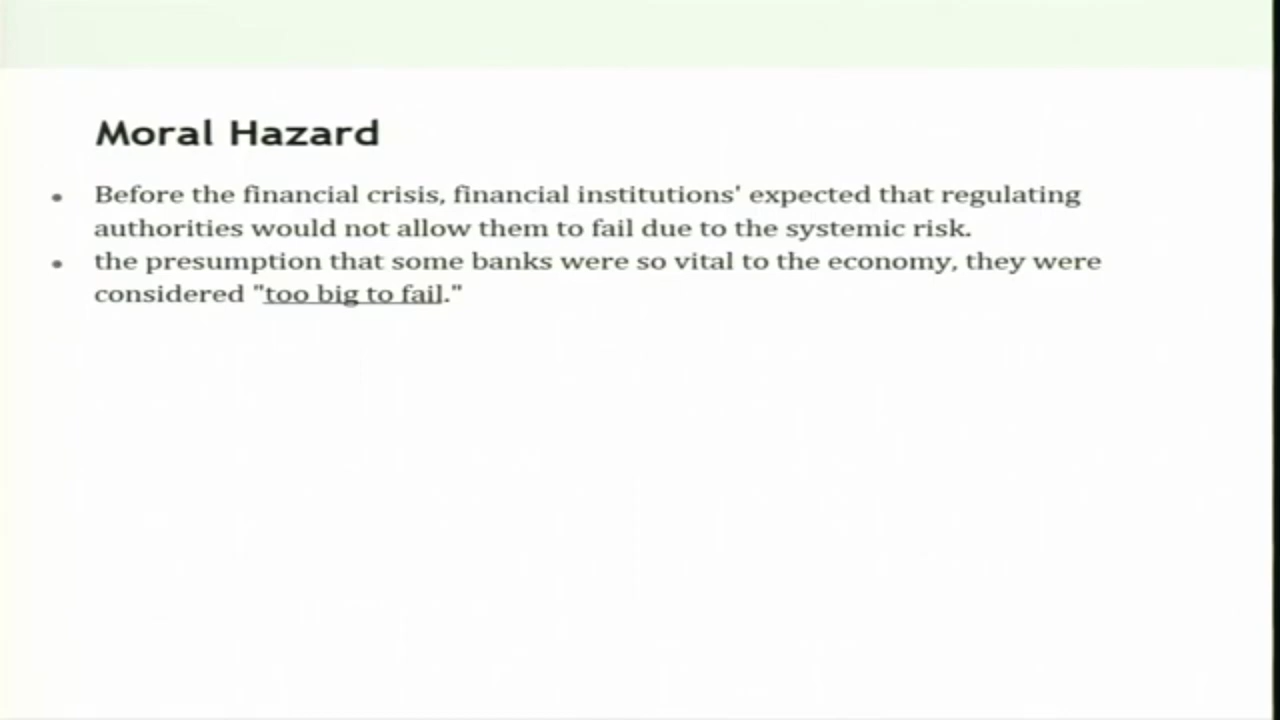 Moral Hazard
• Before the financial crisis, financial institutions' expected that regulating
authorities would not allow them to fail due to the systemic risk.
• the presumption that some banks were so vital to the economy, they were
considered "too big to fail."